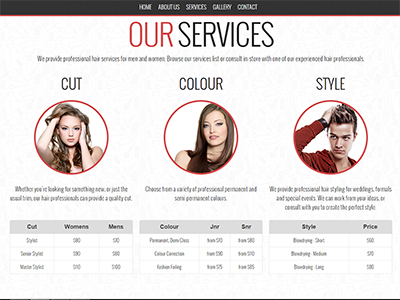 HOME ABOUT US SERVICES GALLERY CONTACT
OUR SERVICES
We provide professional hair services for men and women. Browse our services list or consult in-store with one of our experienced hair professionals.
CUT
COLOUR
STYLE
Whether you're looking for something new, or just the
usual trim, our hair professionals can provide a quality cut.
Choose from a variety of professional permanent and
semi-permanent colours.
We provide professional hair styling for weddings, formals
and special events. We can work from your ideas, or
consult with you to create the perfect style.
Cut Womens Mens
Stylist $80 $70
Senior Stylist $90 $80
Master Stylist $110 $100
Colour Jnr Snr
Permanent, Demi Gloss from $70 from $80
Colour Correction from $90 from $110
Fashion Foiling from $75 from $85
Style Price
Blowdrying - Short $60
Blowdrying - Medium $70
Blowdrying - Long $80